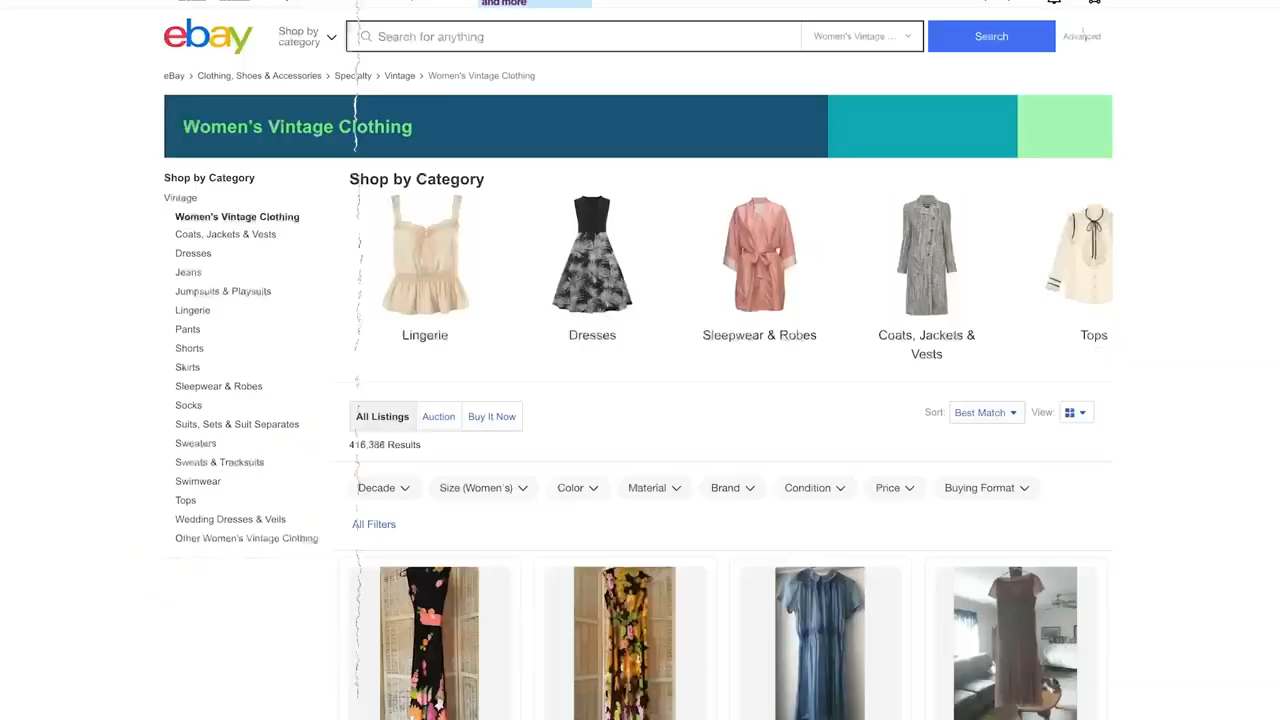 and more
ebay
Shop by
category
Search for anything
Women's Vintage ...
Search
Advanced
eBay > Clothing, Shoes & Accessories > Specialty > Vintage > Women's Vintage Clothing
Women's Vintage Clothing
Shop by Category
Vintage
Women's Vintage Clothing
Coats, Jackets & Vests
Dresses
Jeans
Jumpsuits & Playsuits
Lingerie
Pants
Shorts
Skirts
Sleepwear & Robes
Socks
Suits, Sets & Suit Separates
Sweaters
Sweats & Tracksuits
Swimwear
Tops
Wedding Dresses & Veils
Other Women's Vintage Clothing
Shop by Category
Lingerie
Dresses
Sleepwear & Robes
Coats, Jackets &
Vests
Tops
All Listings
Auction
Buy It Now
Sort:
Best Match
View:
416,386 Results
Decade
Size (Women's)
Color
Material
Brand
Condition
Price
Buying Format
All Filters